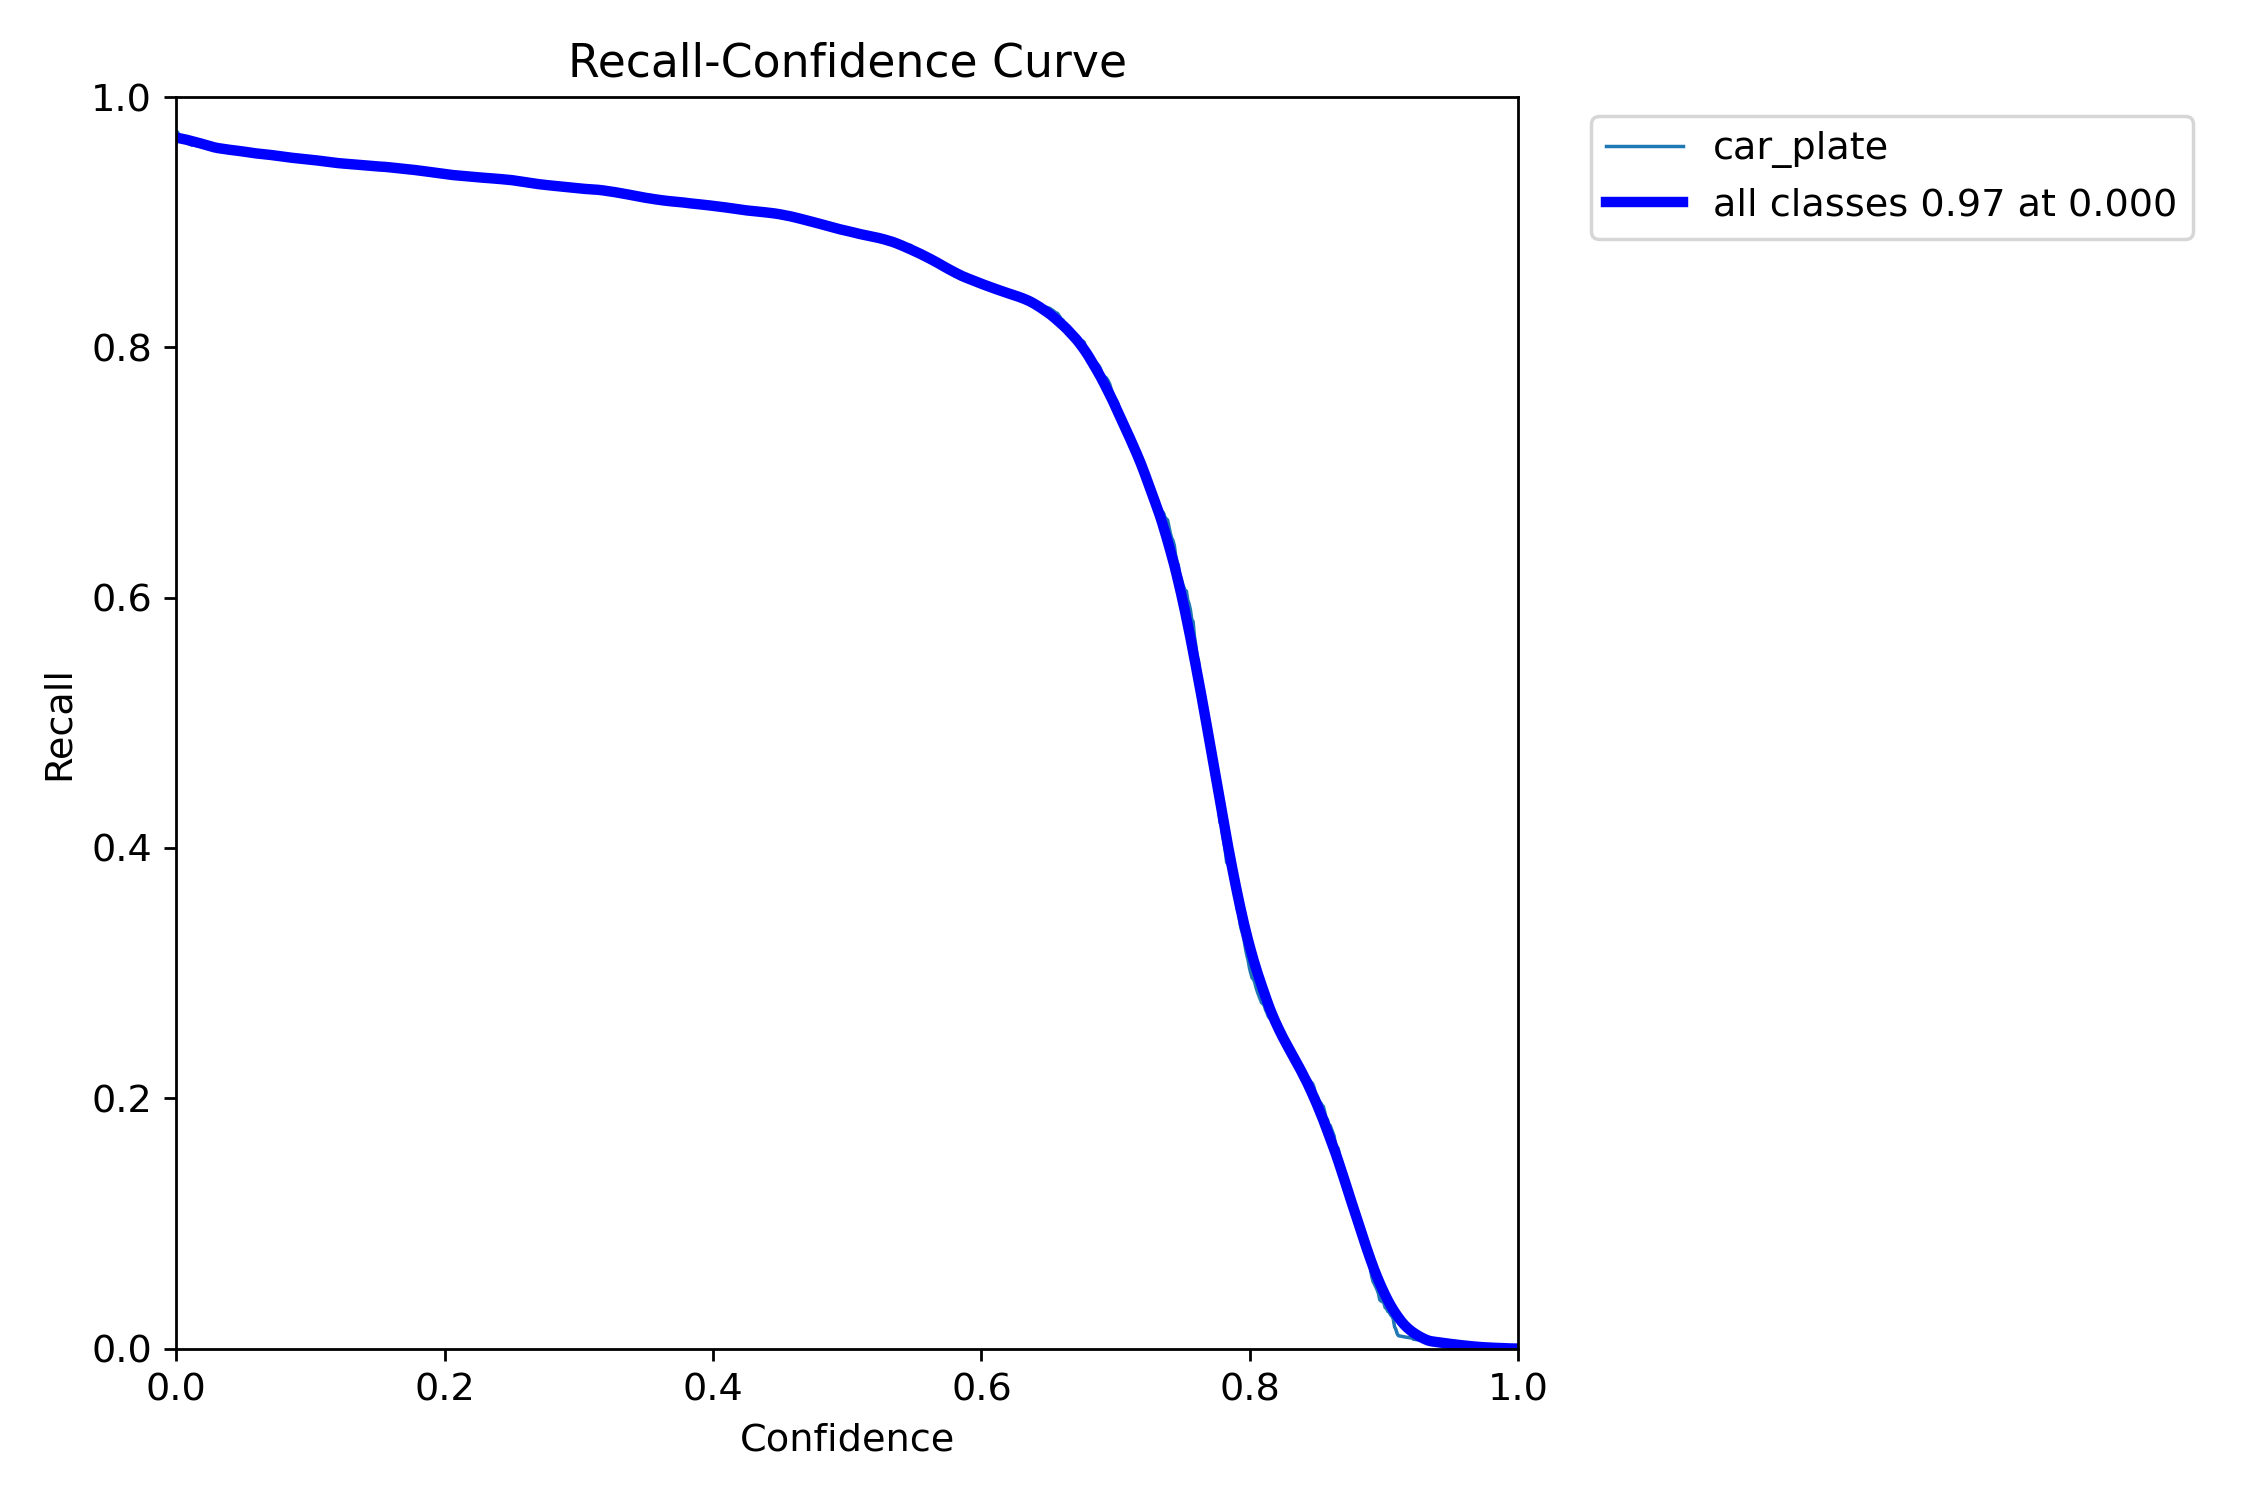 Recall-Confidence Curve
1.0
0.8
0.6
0.4
0.2
0.0
Recall
0.0 0.2 0.4 0.6 0.8 1.0
Confidence
car_plate
all classes 0.97 at 0.000